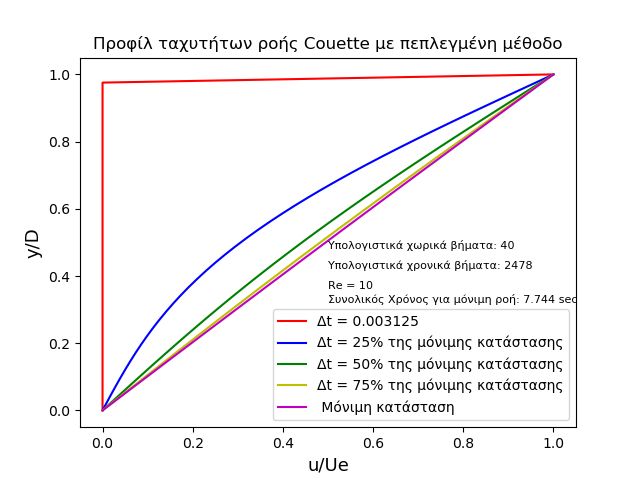 Προφίλ ταχυτήτων ροής Couette με πεπλεγμένη μέθοδο
1.0
0.8
0.6
0.4
0.2
0.0
y/D
Υπολογιστικά χωρικά βήματα: 40
Υπολογιστικά χρονικά βήματα: 2478
Re = 10
Συνολικός Χρόνος για μόνιμη ροή: 7.744 sec
Δt = 0.003125
Δt = 25% της μόνιμης κατάστασης
Δt = 50% της μόνιμης κατάστασης
Δt = 75% της μόνιμης κατάστασης
Μόνιμη κατάσταση
0.0 0.2 0.4 0.6 0.8 1.0
u/Ue